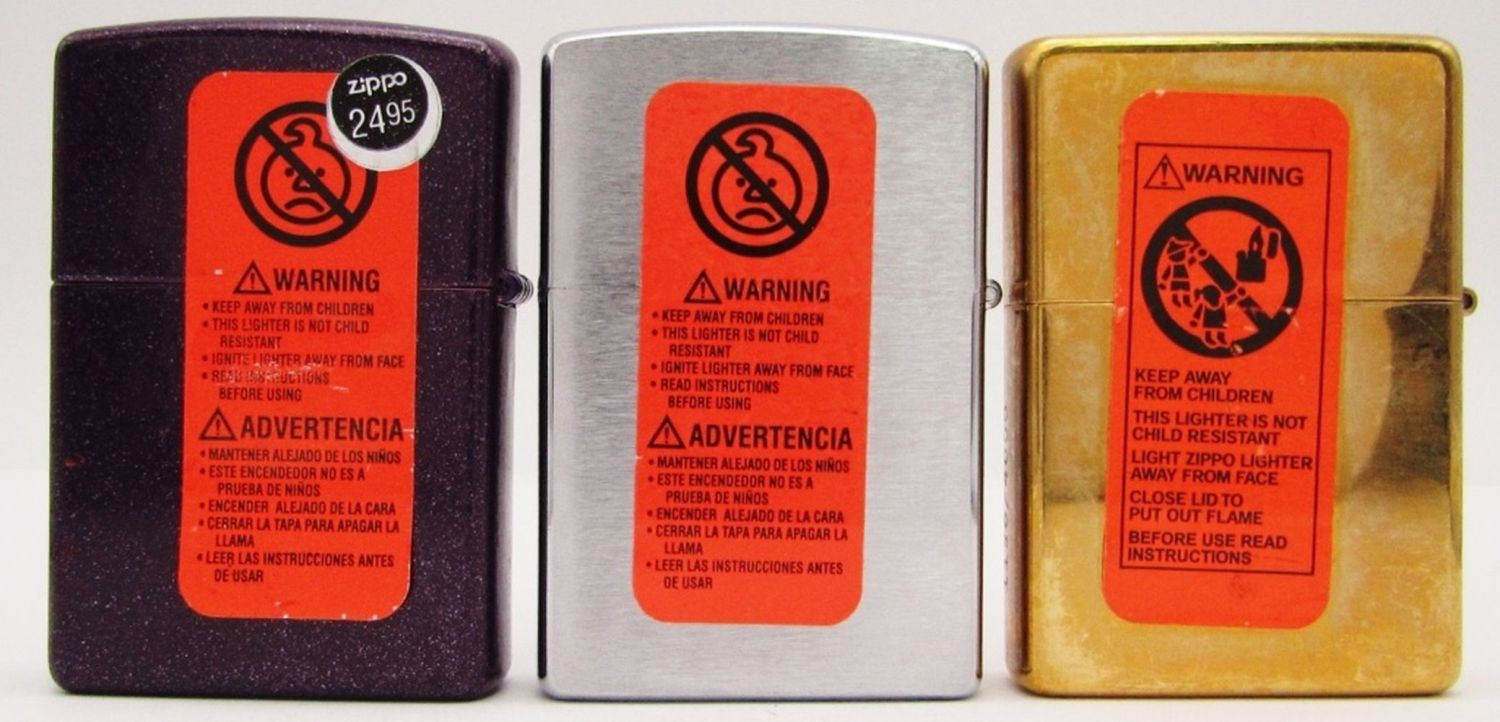 zippo
2495
WARNING
• KEEP AWAY FROM CHILDREN
• THIS LIGHTER IS NOT CHILD
RESISTANT
• IGNITE LIGHTER AWAY FROM FACE
• READ INSTRUCTIONS
BEFORE USING
ADVERTENCIA
• MANTENER ALEJADO DE LOS NIÑOS
• ESTE ENCENDEDOR NO ES A
PRUEBA DE NIÑOS
• ENCENDER ALEJADO DE LA CARA
• CERRAR LA TAPA PARA APAGAR LA
LLAMA
• LEER LAS INSTRUCCIONES ANTES
DE USAR
WARNING
• KEEP AWAY FROM CHILDREN
• THIS LIGHTER IS NOT CHILD
RESISTANT
• IGNITE LIGHTER AWAY FROM FACE
• READ INSTRUCTIONS
BEFORE USING
ADVERTENCIA
• MANTENER ALEJADO DE LOS NIÑOS
• ESTE ENCENDEDOR NO ES A
PRUEBA DE NIÑOS
• ENCENDER ALEJADO DE LA CARA
• CERRAR LA TAPA PARA APAGAR LA
LLAMA
• LEER LAS INSTRUCCIONES ANTES
DE USAR
WARNING
KEEP AWAY
FROM CHILDREN
THIS LIGHTER IS NOT
CHILD RESISTANT
LIGHT ZIPPO LIGHTER
AWAY FROM FACE
CLOSE LID TO
PUT OUT FLAME
BEFORE USE READ
INSTRUCTIONS